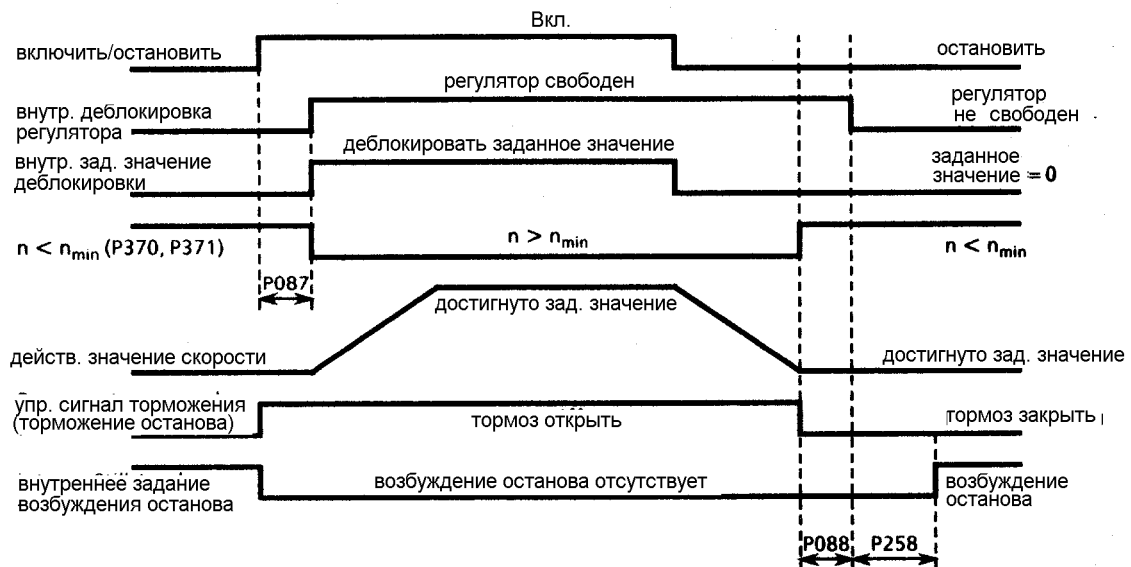 Вкл.
включить/остановить
остановить
регулятор свободен
внутр. деблокировка
регулятора
регулятор
не свободен
деблокировать заданное значение
внутр. зад. значение
деблокировки
заданное
значение = 0
n < nmin (P370, P371)
n > nmin
n < nmin
P087
достигнуто зад. значение
действ. значение скорости
достигнуто зад. значение
упр. сигнал торможения
(торможение останова)
тормоз открыть
тормоз закрыть
внутреннее задание
возбуждения останова
возбуждение останова отсутствует
возбуждение
останова
P088
P258